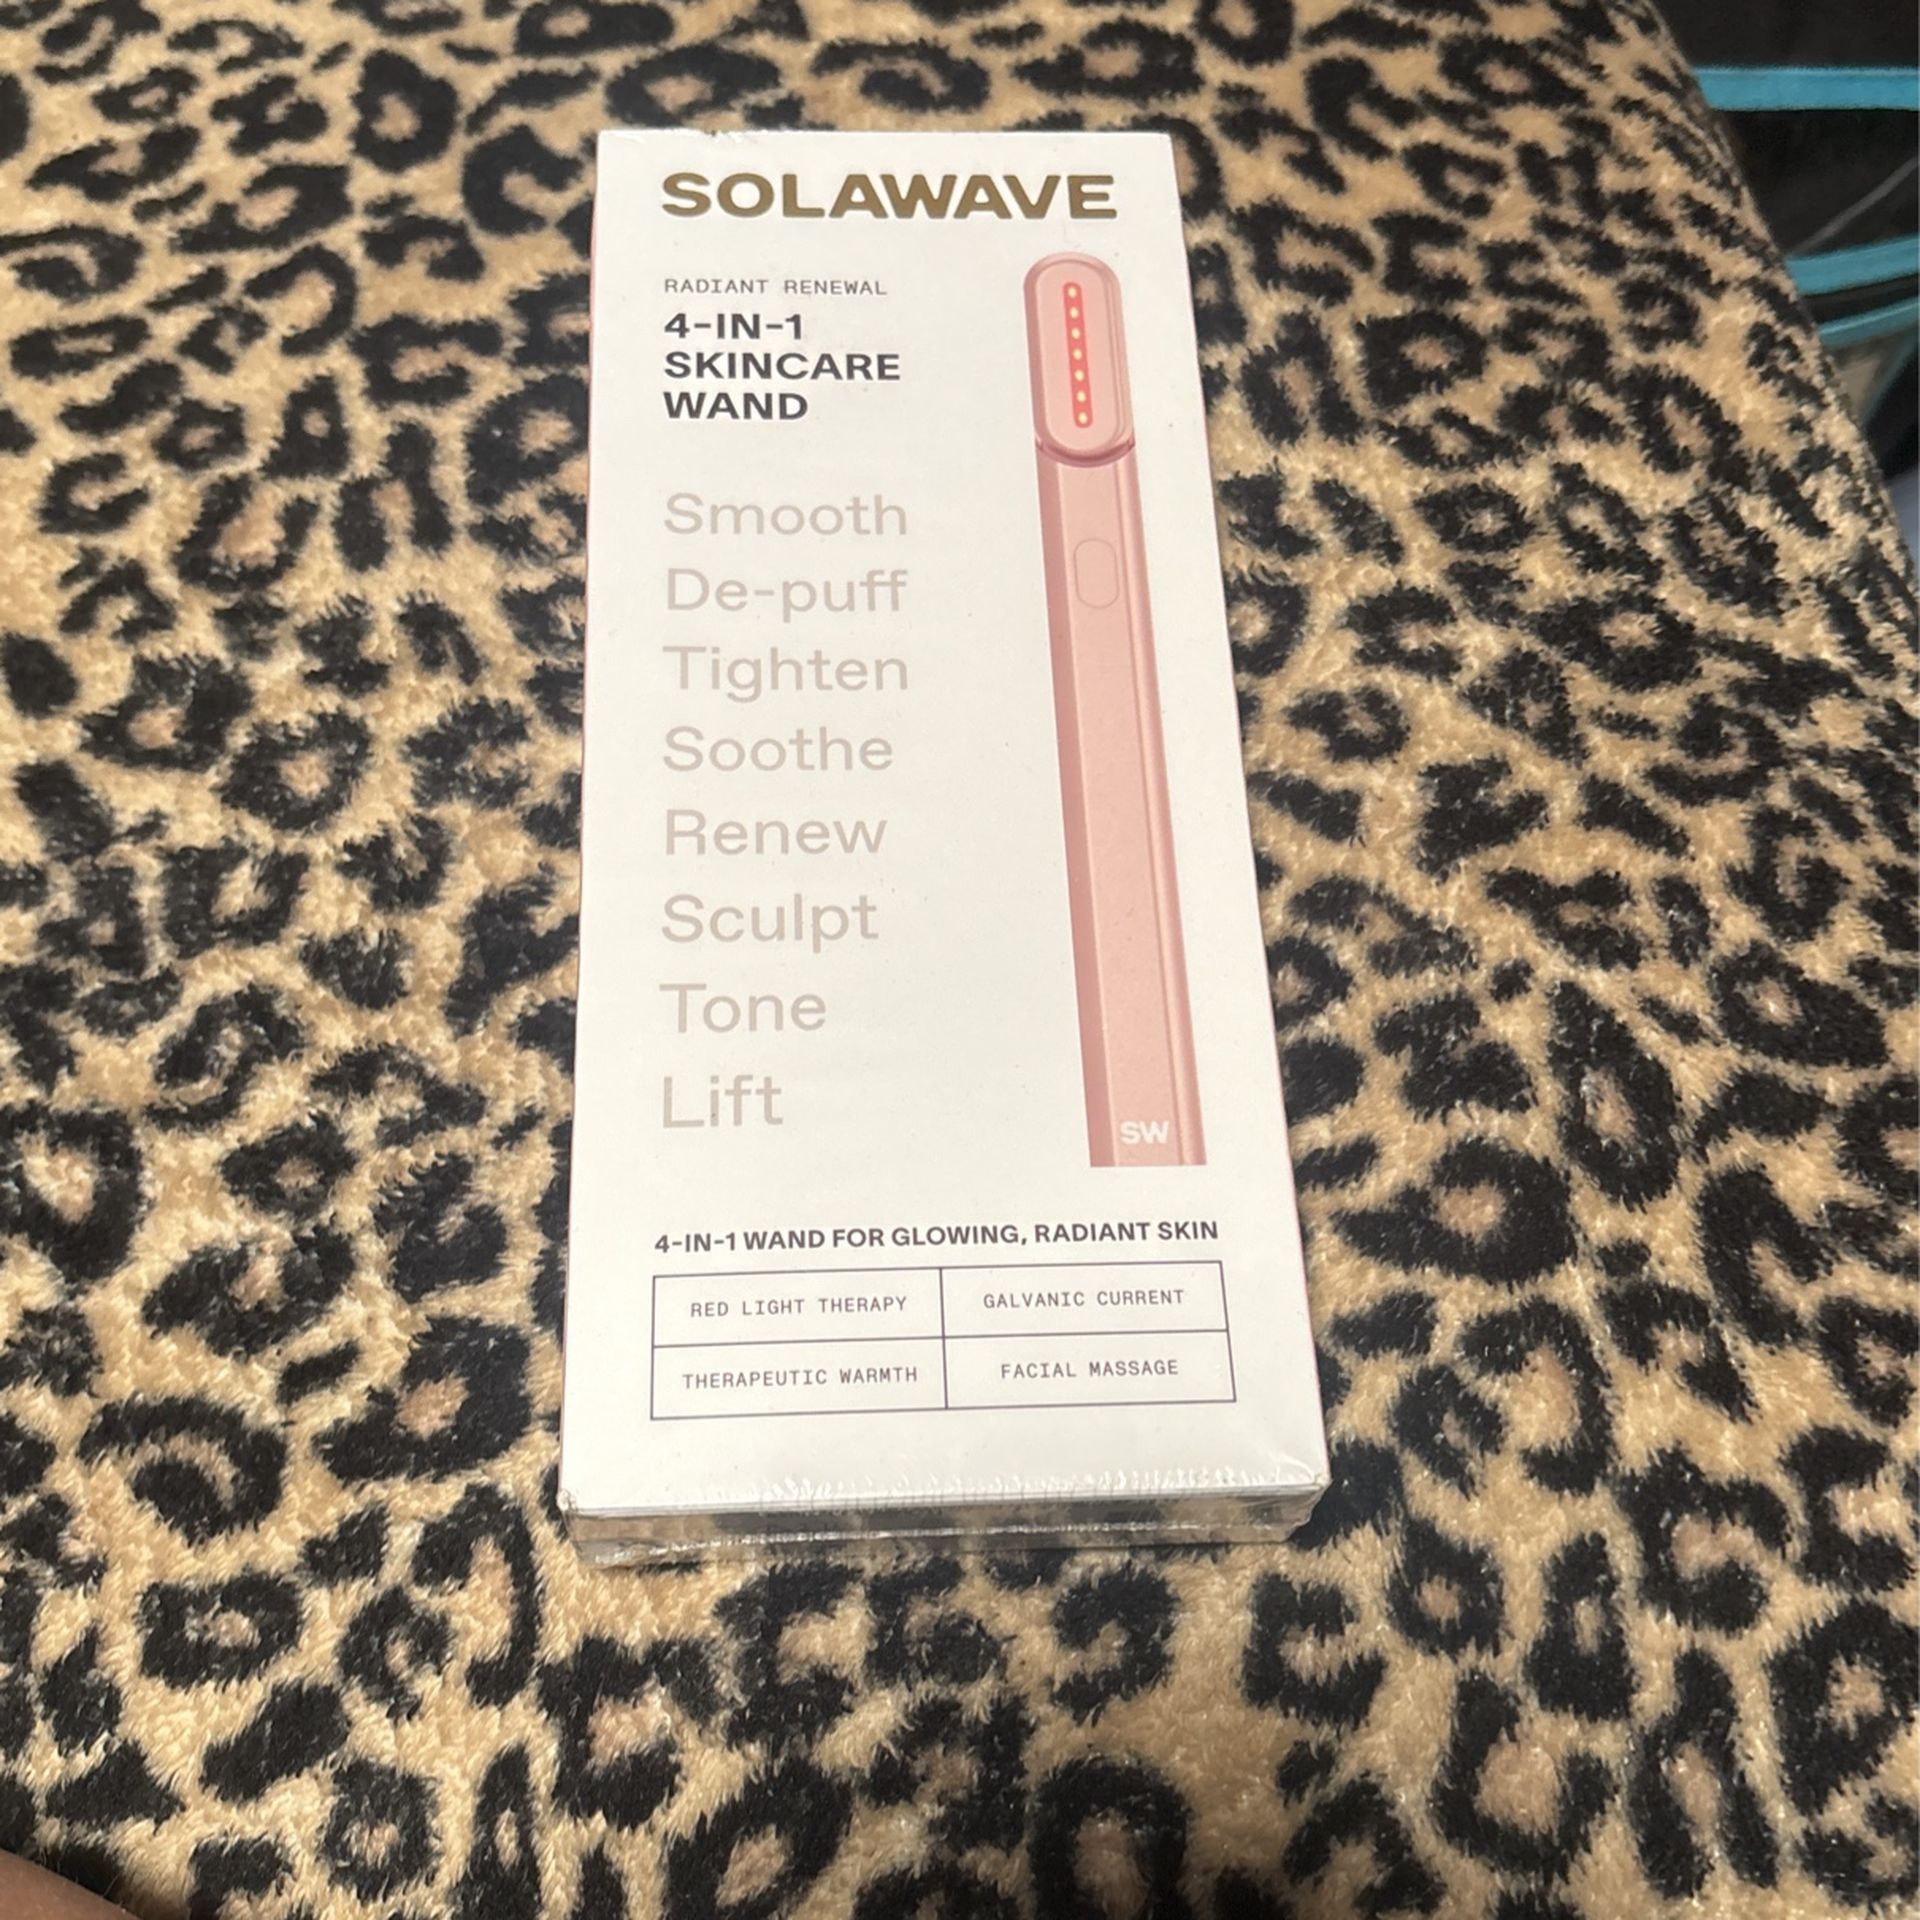 SOLAWAVE
RADIANT RENEWAL
4-IN-1
SKINCARE
WAND
Smooth
De-puff
Tighten
Soothe
Renew
Sculpt
Tone
Lift
SW
4-IN-1 WAND FOR GLOWING, RADIANT SKIN
RED LIGHT THERAPY
GALVANIC CURRENT
THERAPEUTIC WARMTH
FACIAL MASSAGE